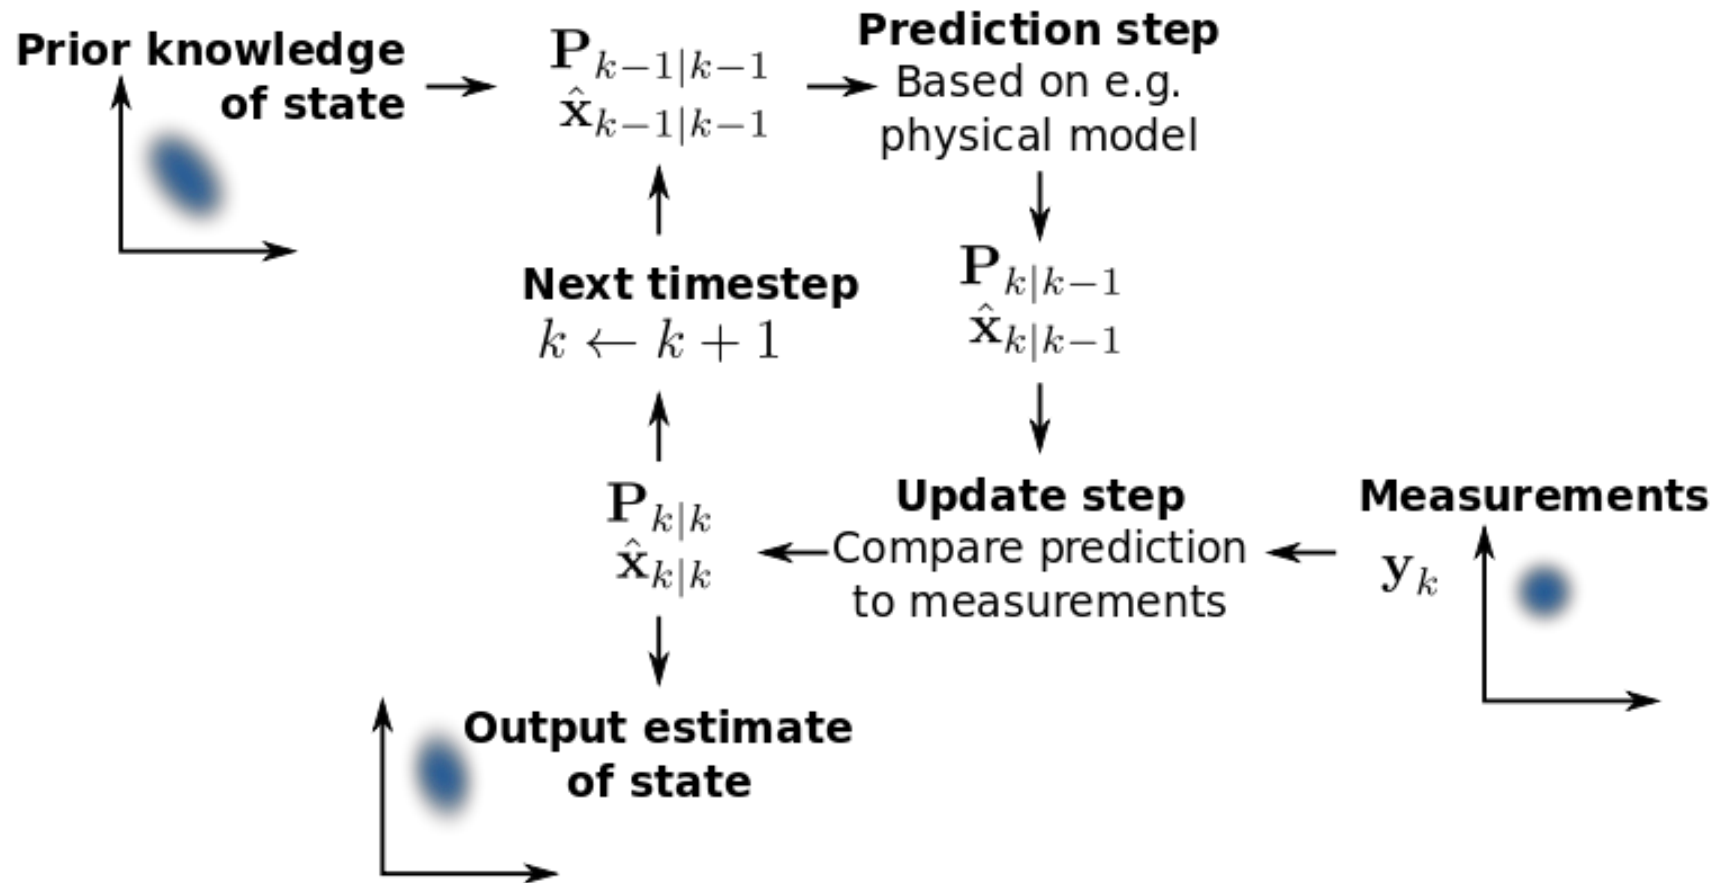 Prior knowledge
of state
P_{k−1|k−1}
x̂_{k−1|k−1}
Prediction step
Based on e.g.
physical model
P_{k|k−1}
x̂_{k|k−1}
Next timestep
k ← k + 1
P_{k|k}
x̂_{k|k}
Update step
Compare prediction
to measurements
Measurements
y_k
Output estimate
of state